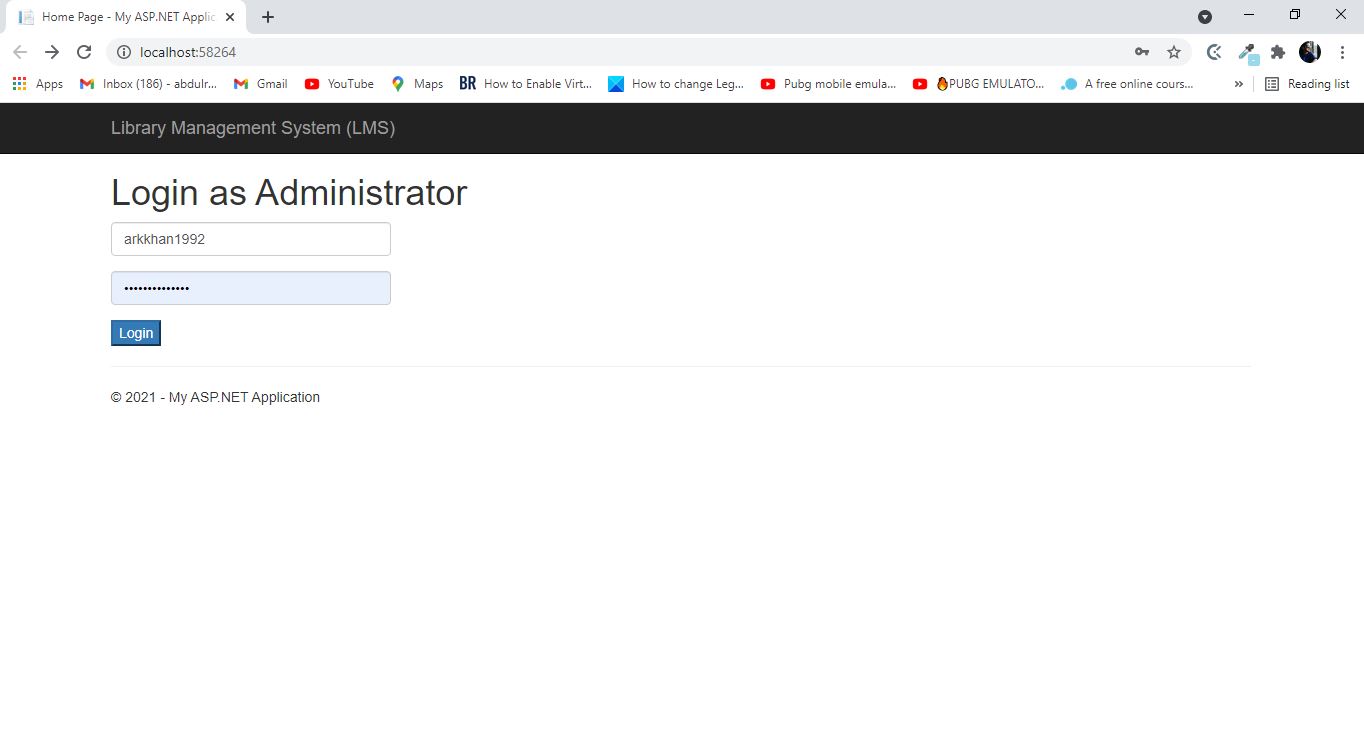 Home Page - My ASP.NET Applic
localhost:58264
Apps
Inbox (186) - abdulr...
Gmail
YouTube
Maps
BR How to Enable Virt...
How to change Leg...
Pubg mobile emula...
🔥PUBG EMULATO...
A free online cours...
»
Reading list
Library Management System (LMS)
Login as Administrator
arkkhan1992
••••••••••••••
Login
© 2021 - My ASP.NET Application